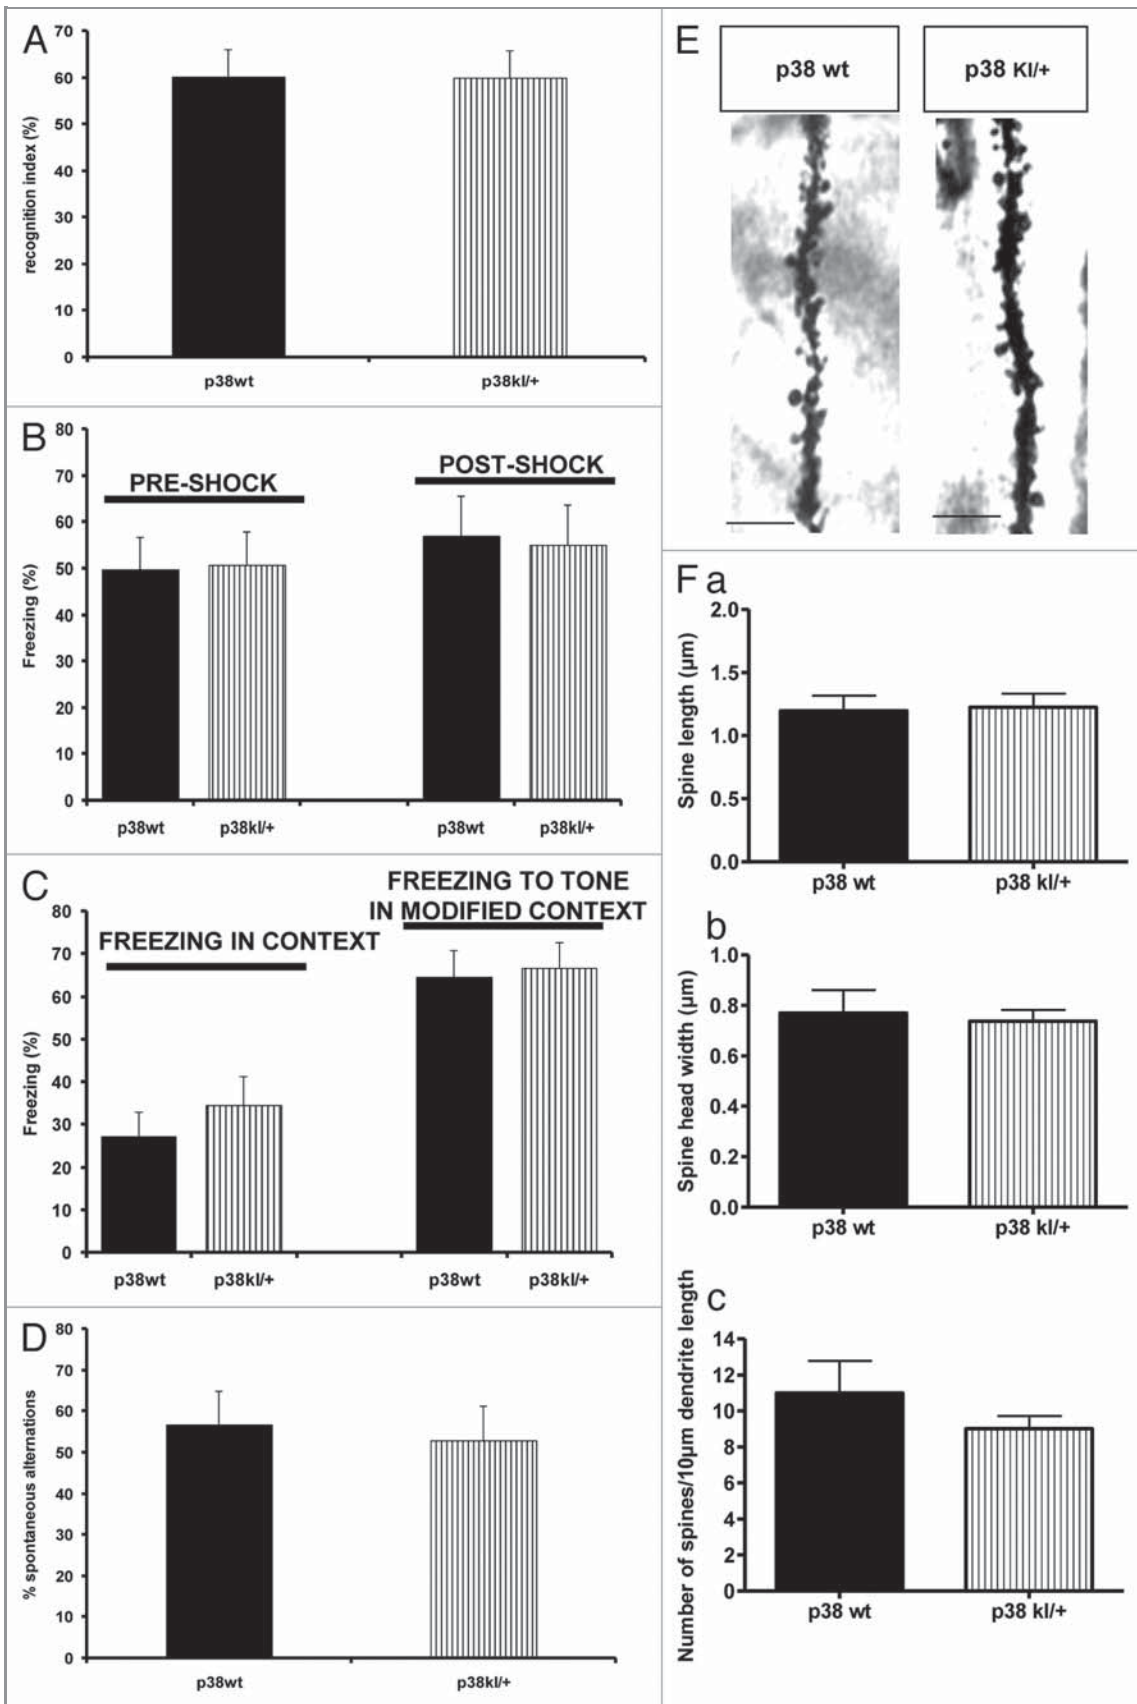 A
70
60
50
40
30
20
10
0
recognition index (%)
p38wt
p38kI/+
B
80
70
60
50
40
30
20
10
0
Freezing (%)
PRE-SHOCK
POST-SHOCK
p38wt
p38kI/+
p38wt
p38kI/+
C
80
70
60
50
40
30
20
10
0
Freezing (%)
FREEZING IN CONTEXT
FREEZING TO TONE
IN MODIFIED CONTEXT
p38wt
p38kI/+
p38wt
p38kI/+
D
80
70
60
50
40
30
20
10
0
% spontaneous alternations
p38wt
p38kI/+
E
p38 wt
p38 KI/+
F a
2.0
1.5
1.0
0.5
0.0
Spine length (µm)
p38 wt
p38 kI/+
b
1.0
0.8
0.6
0.4
0.2
0.0
Spine head width (µm)
p38 wt
p38 kI/+
c
14
12
10
8
6
4
2
0
Number of spines/10µm dendrite length
p38 wt
p38 kI/+